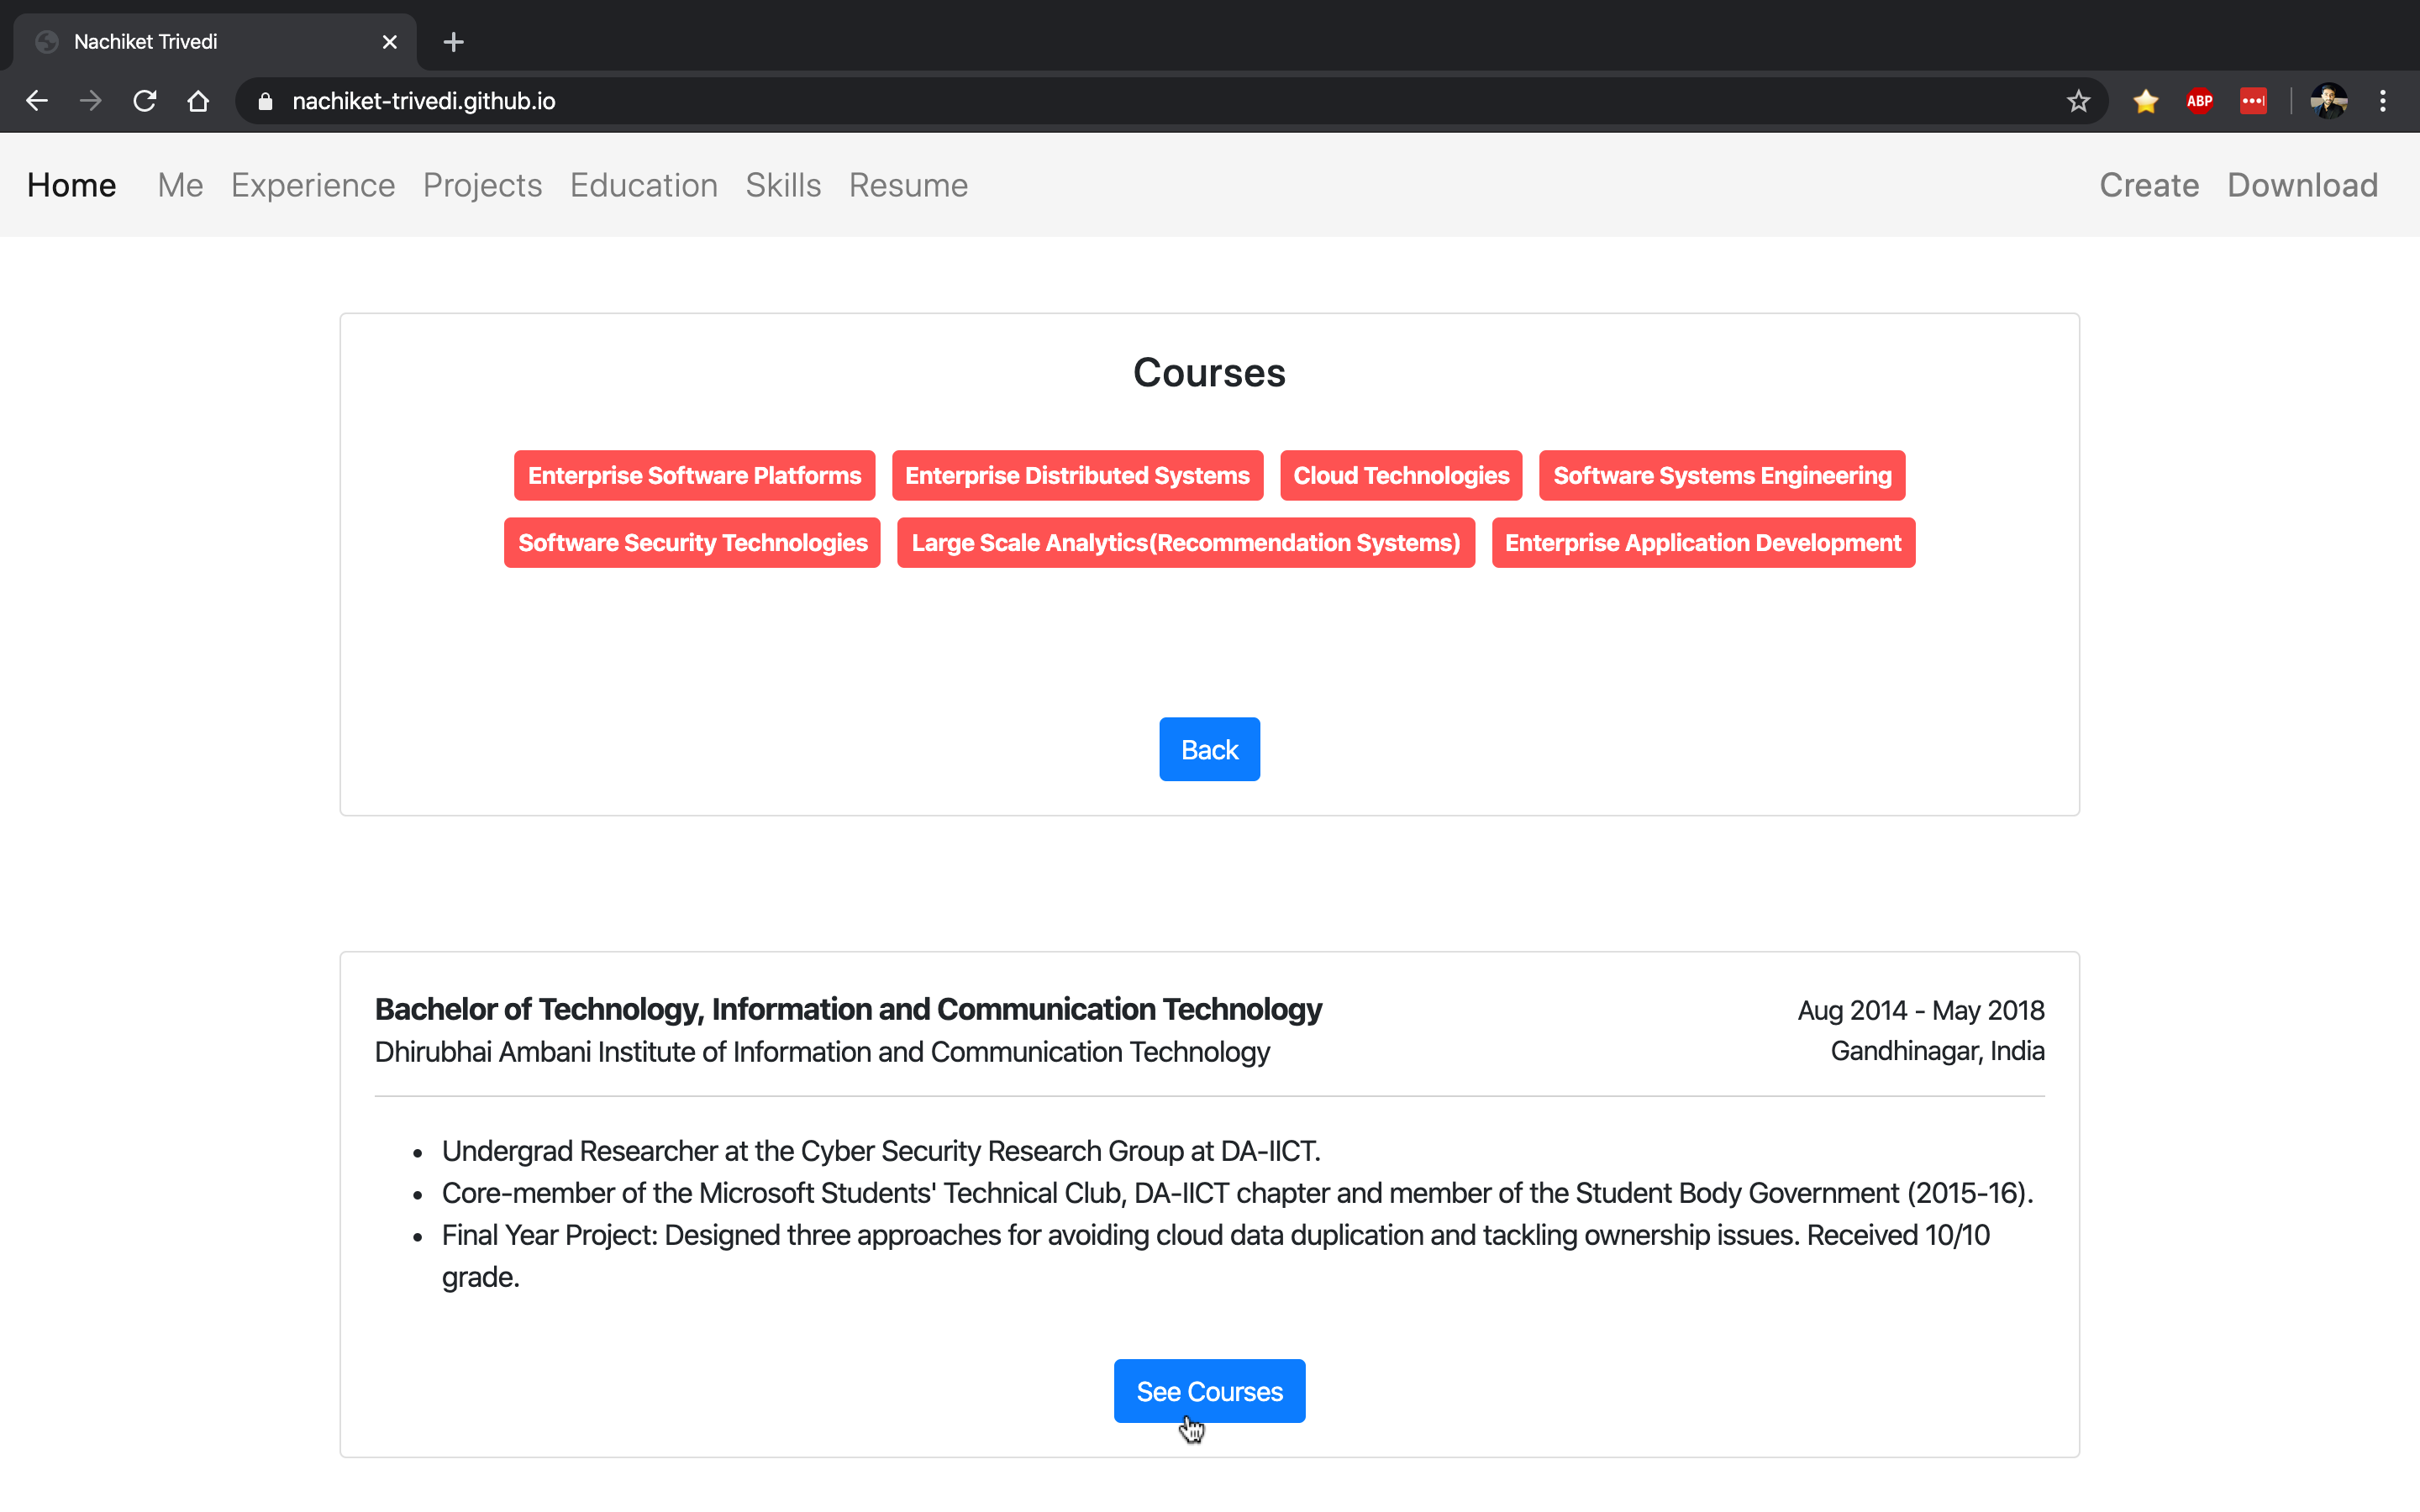 Nachiket Trivedi
nachiket-trivedi.github.io
ABP
Home Me Experience Projects Education Skills Resume Create Download
Courses
Enterprise Software Platforms Enterprise Distributed Systems Cloud Technologies Software Systems Engineering
Software Security Technologies Large Scale Analytics(Recommendation Systems) Enterprise Application Development
Back
Bachelor of Technology, Information and Communication Technology Aug 2014 - May 2018
Dhirubhai Ambani Institute of Information and Communication Technology Gandhinagar, India
• Undergrad Researcher at the Cyber Security Research Group at DA-IICT.
• Core-member of the Microsoft Students' Technical Club, DA-IICT chapter and member of the Student Body Government (2015-16).
• Final Year Project: Designed three approaches for avoiding cloud data duplication and tackling ownership issues. Received 10/10
grade.
See Courses